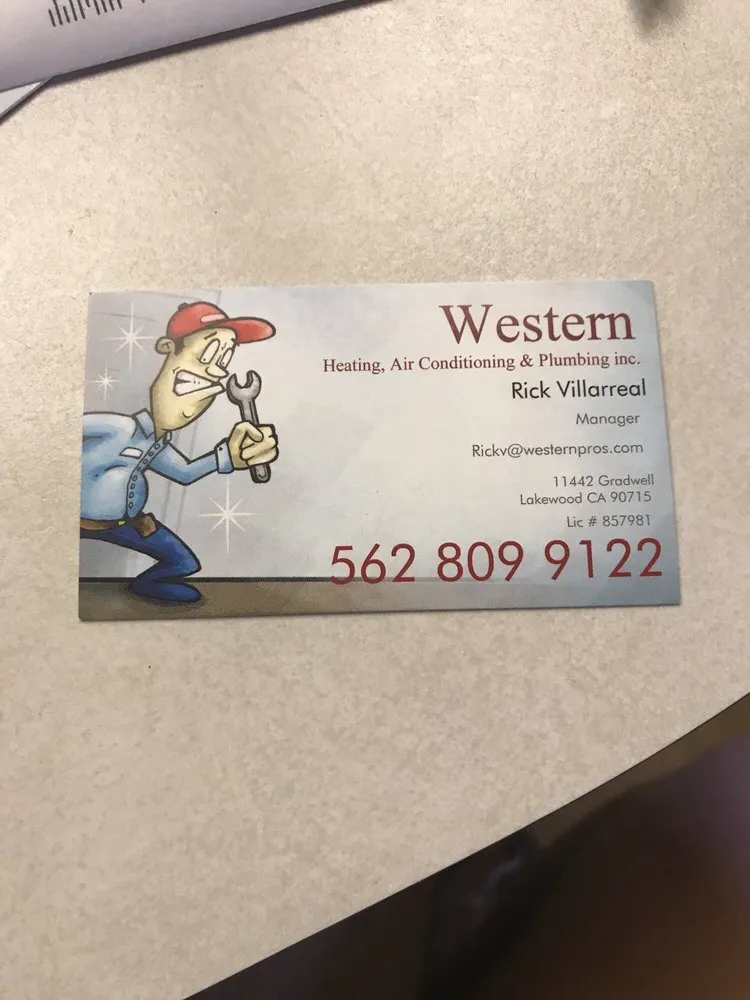 Western
Heating, Air Conditioning & Plumbing inc.
Rick Villarreal
Manager
Rickv@westernpros.com
11442 Gradwell
Lakewood CA 90715
Lic # 857981
562 809 9122